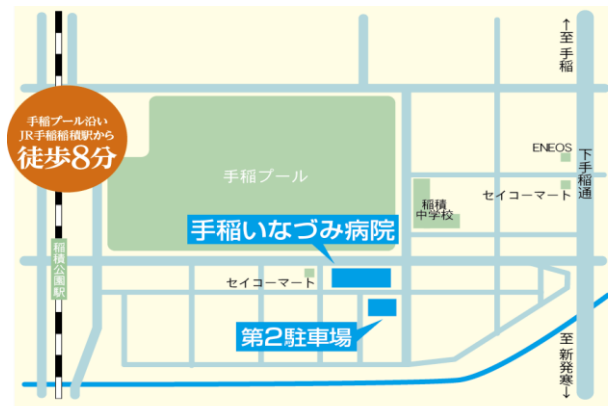 ←至 手稲
手稲プール沿い
JR手稲稲積駅から
徒歩8分
ENEOS
下手稲通
手稲プール
セイコーマート
稲積
中学校
手稲いなづみ病院
稲積公園駅
セイコーマート
第2駐車場
至 新発寒→